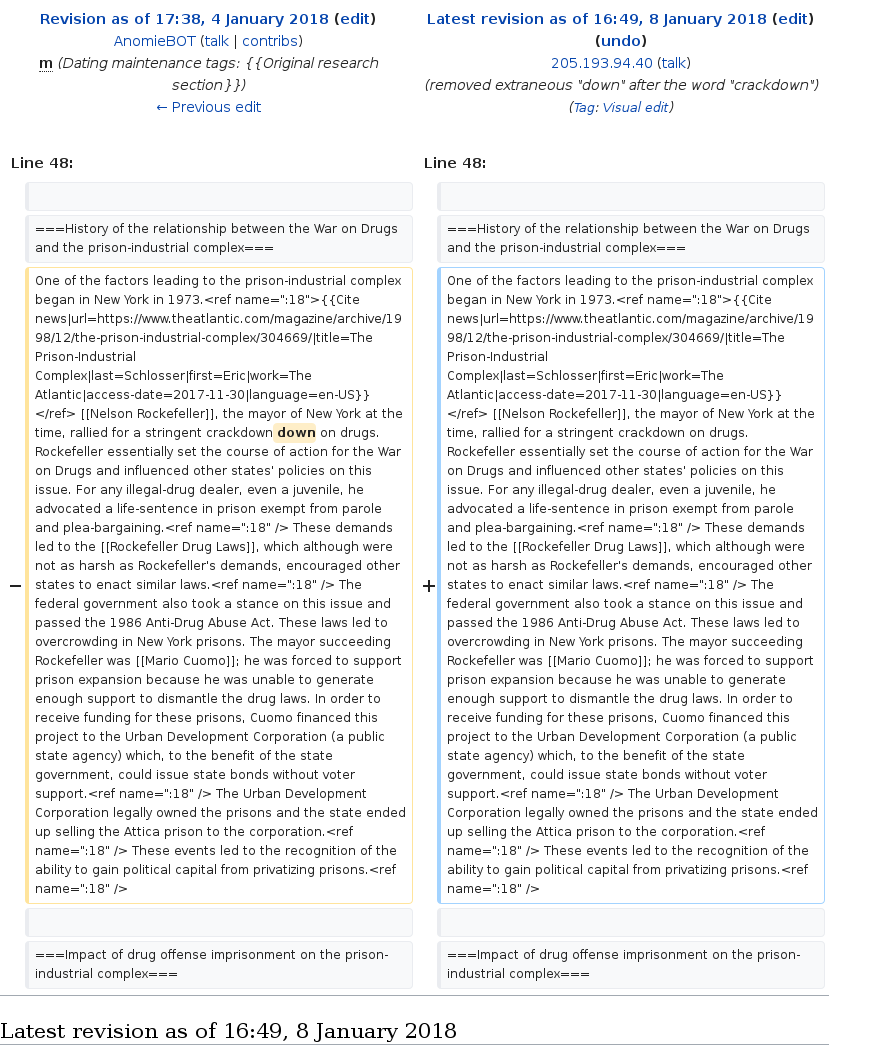 Revision as of 17:38, 4 January 2018 (edit)
AnomieBOT (talk | contribs)
m (Dating maintenance tags: {{Original research
section}})
← Previous edit
Latest revision as of 16:49, 8 January 2018 (edit)
(undo)
205.193.94.40 (talk)
(removed extraneous "down" after the word "crackdown")
(Tag: Visual edit)
Line 48:
===History of the relationship between the War on Drugs
and the prison-industrial complex===
−
One of the factors leading to the prison-industrial complex
began in New York in 1973.<ref name=":18">{{Cite
news|url=https://www.theatlantic.com/magazine/archive/19
98/12/the-prison-industrial-complex/304669/|title=The
Prison-Industrial
Complex|last=Schlosser|first=Eric|work=The
Atlantic|access-date=2017-11-30|language=en-US}}
</ref> [[Nelson Rockefeller]], the mayor of New York at the
time, rallied for a stringent crackdown down on drugs.
Rockefeller essentially set the course of action for the War
on Drugs and influenced other states' policies on this
issue. For any illegal-drug dealer, even a juvenile, he
advocated a life-sentence in prison exempt from parole
and plea-bargaining.<ref name=":18" /> These demands
led to the [[Rockefeller Drug Laws]], which although were
not as harsh as Rockefeller's demands, encouraged other
states to enact similar laws.<ref name=":18" /> The
federal government also took a stance on this issue and
passed the 1986 Anti-Drug Abuse Act. These laws led to
overcrowding in New York prisons. The mayor succeeding
Rockefeller was [[Mario Cuomo]]; he was forced to support
prison expansion because he was unable to generate
enough support to dismantle the drug laws. In order to
receive funding for these prisons, Cuomo financed this
project to the Urban Development Corporation (a public
state agency) which, to the benefit of the state
government, could issue state bonds without voter
support.<ref name=":18" /> The Urban Development
Corporation legally owned the prisons and the state ended
up selling the Attica prison to the corporation.<ref
name=":18" /> These events led to the recognition of the
ability to gain political capital from privatizing prisons.<ref
name=":18" />
===Impact of drug offense imprisonment on the prison-
industrial complex===
Line 48:
===History of the relationship between the War on Drugs
and the prison-industrial complex===
+
One of the factors leading to the prison-industrial complex
began in New York in 1973.<ref name=":18">{{Cite
news|url=https://www.theatlantic.com/magazine/archive/19
98/12/the-prison-industrial-complex/304669/|title=The
Prison-Industrial
Complex|last=Schlosser|first=Eric|work=The
Atlantic|access-date=2017-11-30|language=en-US}}
</ref> [[Nelson Rockefeller]], the mayor of New York at the
time, rallied for a stringent crackdown on drugs.
Rockefeller essentially set the course of action for the War
on Drugs and influenced other states' policies on this
issue. For any illegal-drug dealer, even a juvenile, he
advocated a life-sentence in prison exempt from parole
and plea-bargaining.<ref name=":18" /> These demands
led to the [[Rockefeller Drug Laws]], which although were
not as harsh as Rockefeller's demands, encouraged other
states to enact similar laws.<ref name=":18" /> The
federal government also took a stance on this issue and
passed the 1986 Anti-Drug Abuse Act. These laws led to
overcrowding in New York prisons. The mayor succeeding
Rockefeller was [[Mario Cuomo]]; he was forced to support
prison expansion because he was unable to generate
enough support to dismantle the drug laws. In order to
receive funding for these prisons, Cuomo financed this
project to the Urban Development Corporation (a public
state agency) which, to the benefit of the state
government, could issue state bonds without voter
support.<ref name=":18" /> The Urban Development
Corporation legally owned the prisons and the state ended
up selling the Attica prison to the corporation.<ref
name=":18" /> These events led to the recognition of the
ability to gain political capital from privatizing prisons.<ref
name=":18" />
===Impact of drug offense imprisonment on the prison-
industrial complex===
Latest revision as of 16:49, 8 January 2018